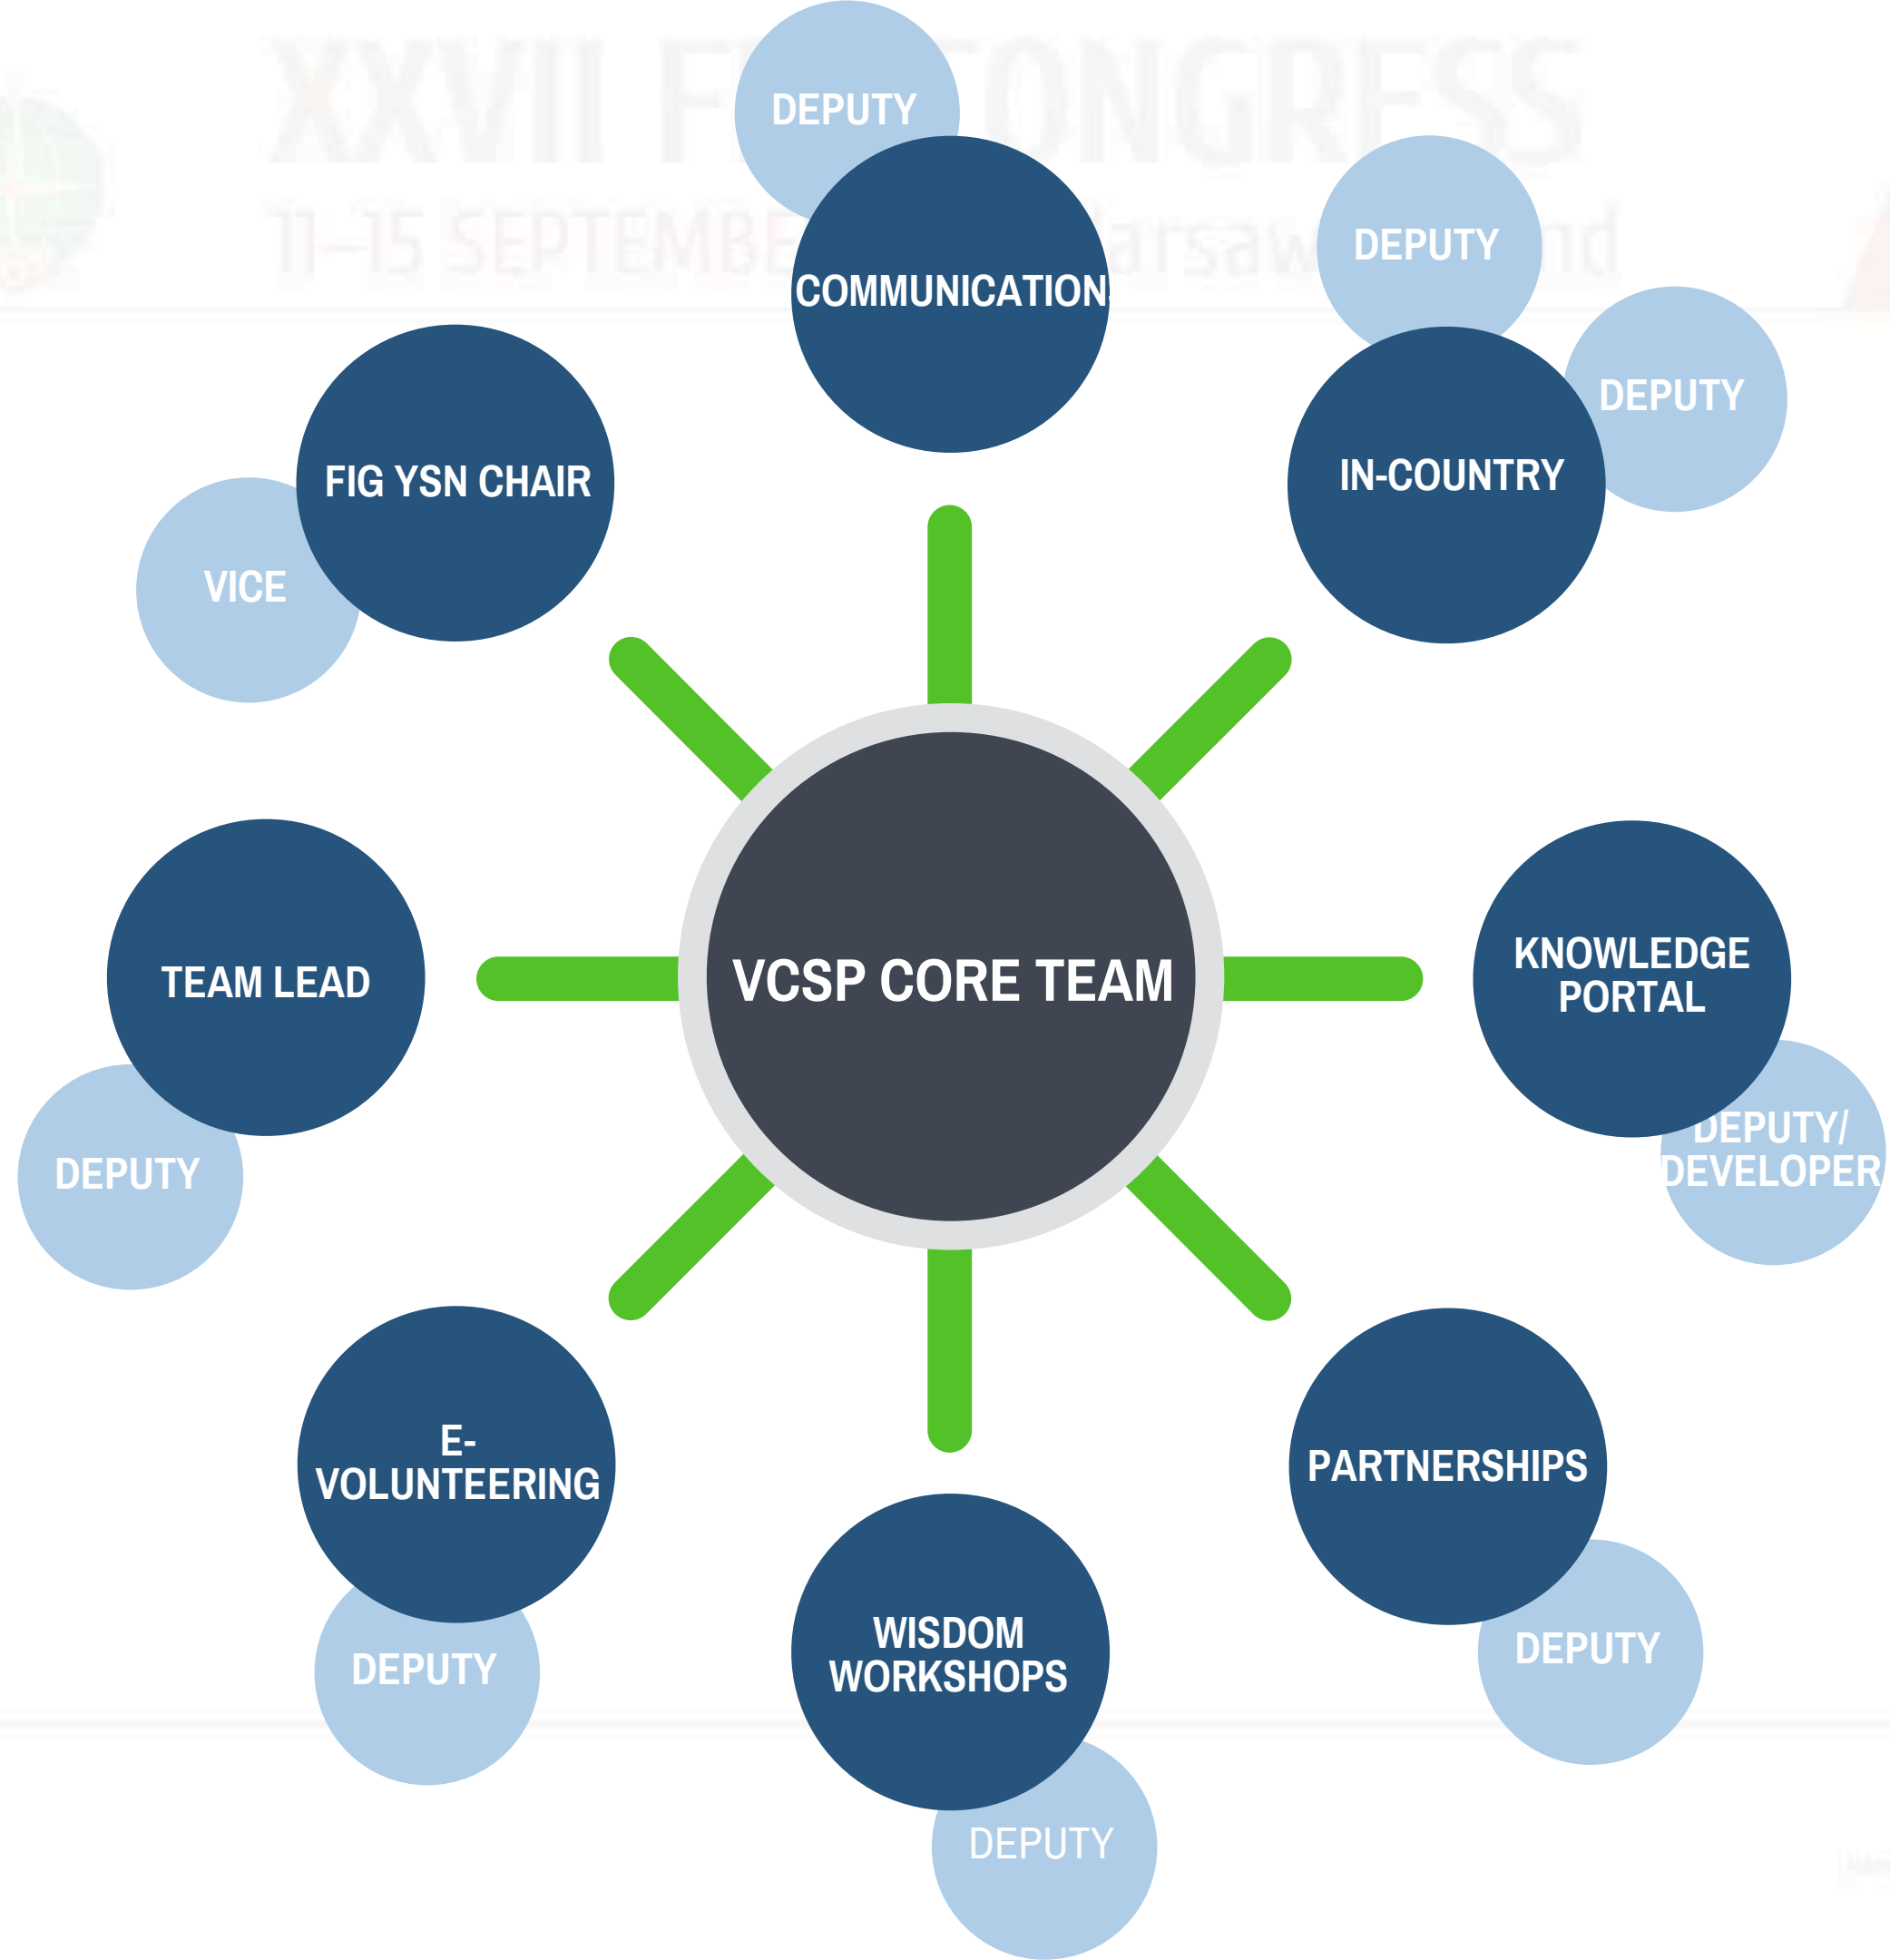 XXVII CONGRESS
11–15 SEPTEMBE
DEPUTY
COMMUNICATION
DEPUTY
DEPUTY
IN-COUNTRY
FIG YSN CHAIR
VICE
TEAM LEAD
DEPUTY
VCSP CORE TEAM
KNOWLEDGE
PORTAL
DEPUTY/
DEVELOPER
E-
VOLUNTEERING
DEPUTY
PARTNERSHIPS
DEPUTY
WISDOM
WORKSHOPS
DEPUTY